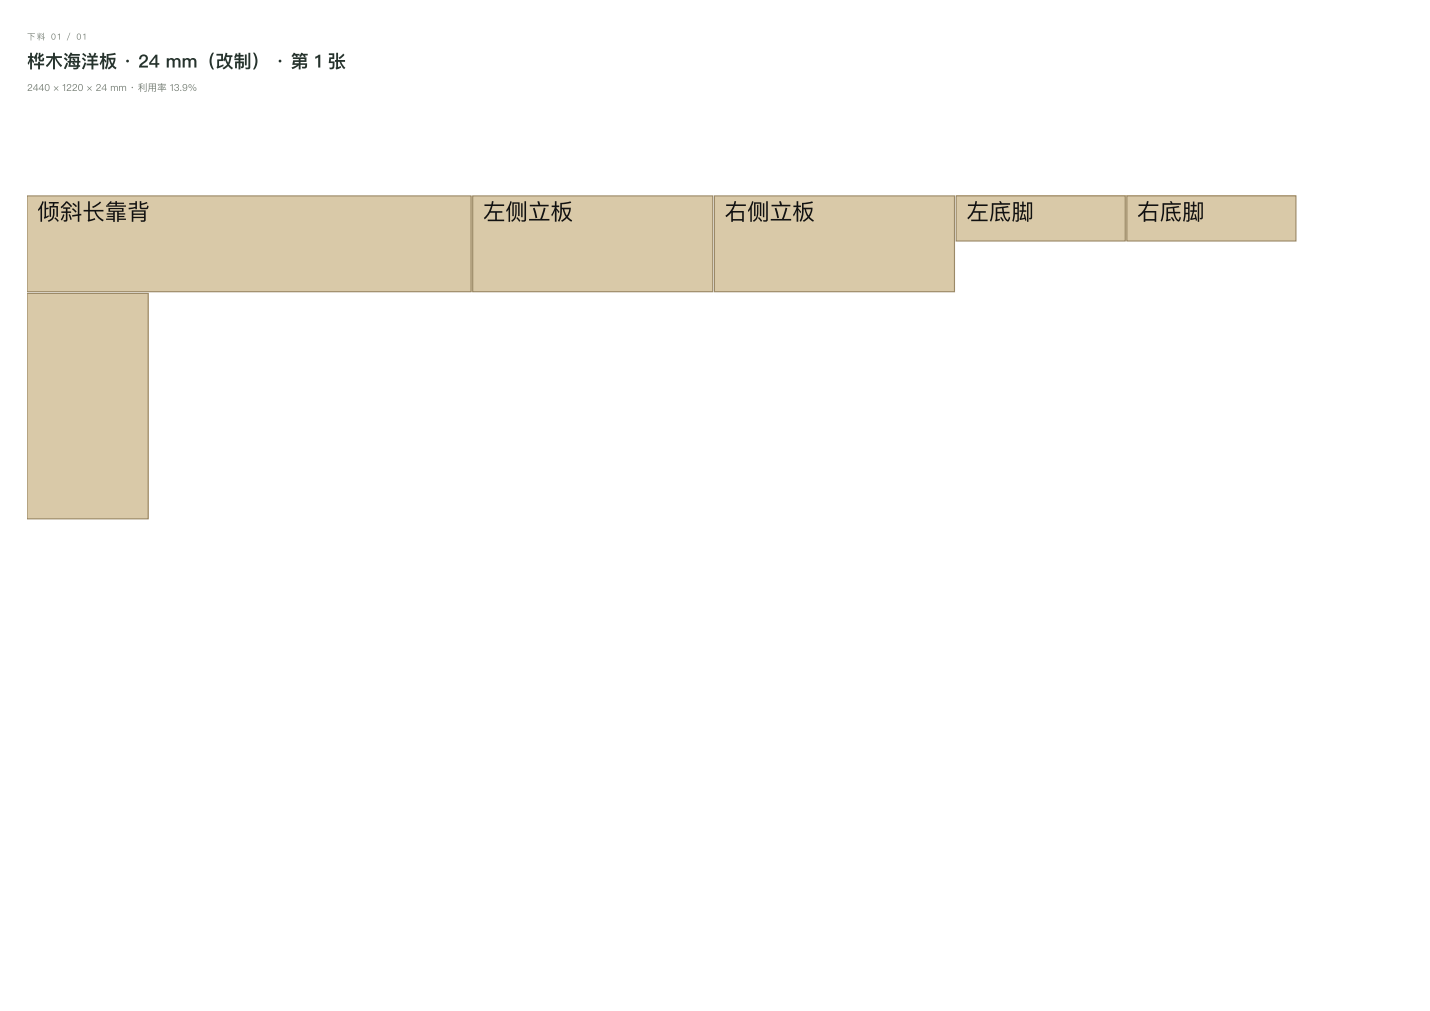 下料 01 / 01
桦木海洋板 · 24 mm（改制） · 第 1 张
2440 × 1220 × 24 mm · 利用率 13.9%
倾斜长靠背
左侧立板
右侧立板
左底脚
右底脚